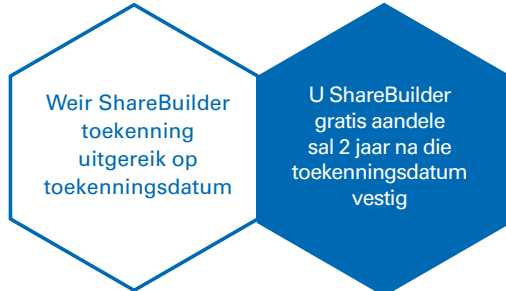 Weir ShareBuilder
toekenning
uitgereik op
toekenningsdatum
U ShareBuilder
gratis aandele
sal 2 jaar na die
toekenningsdatum
vestig